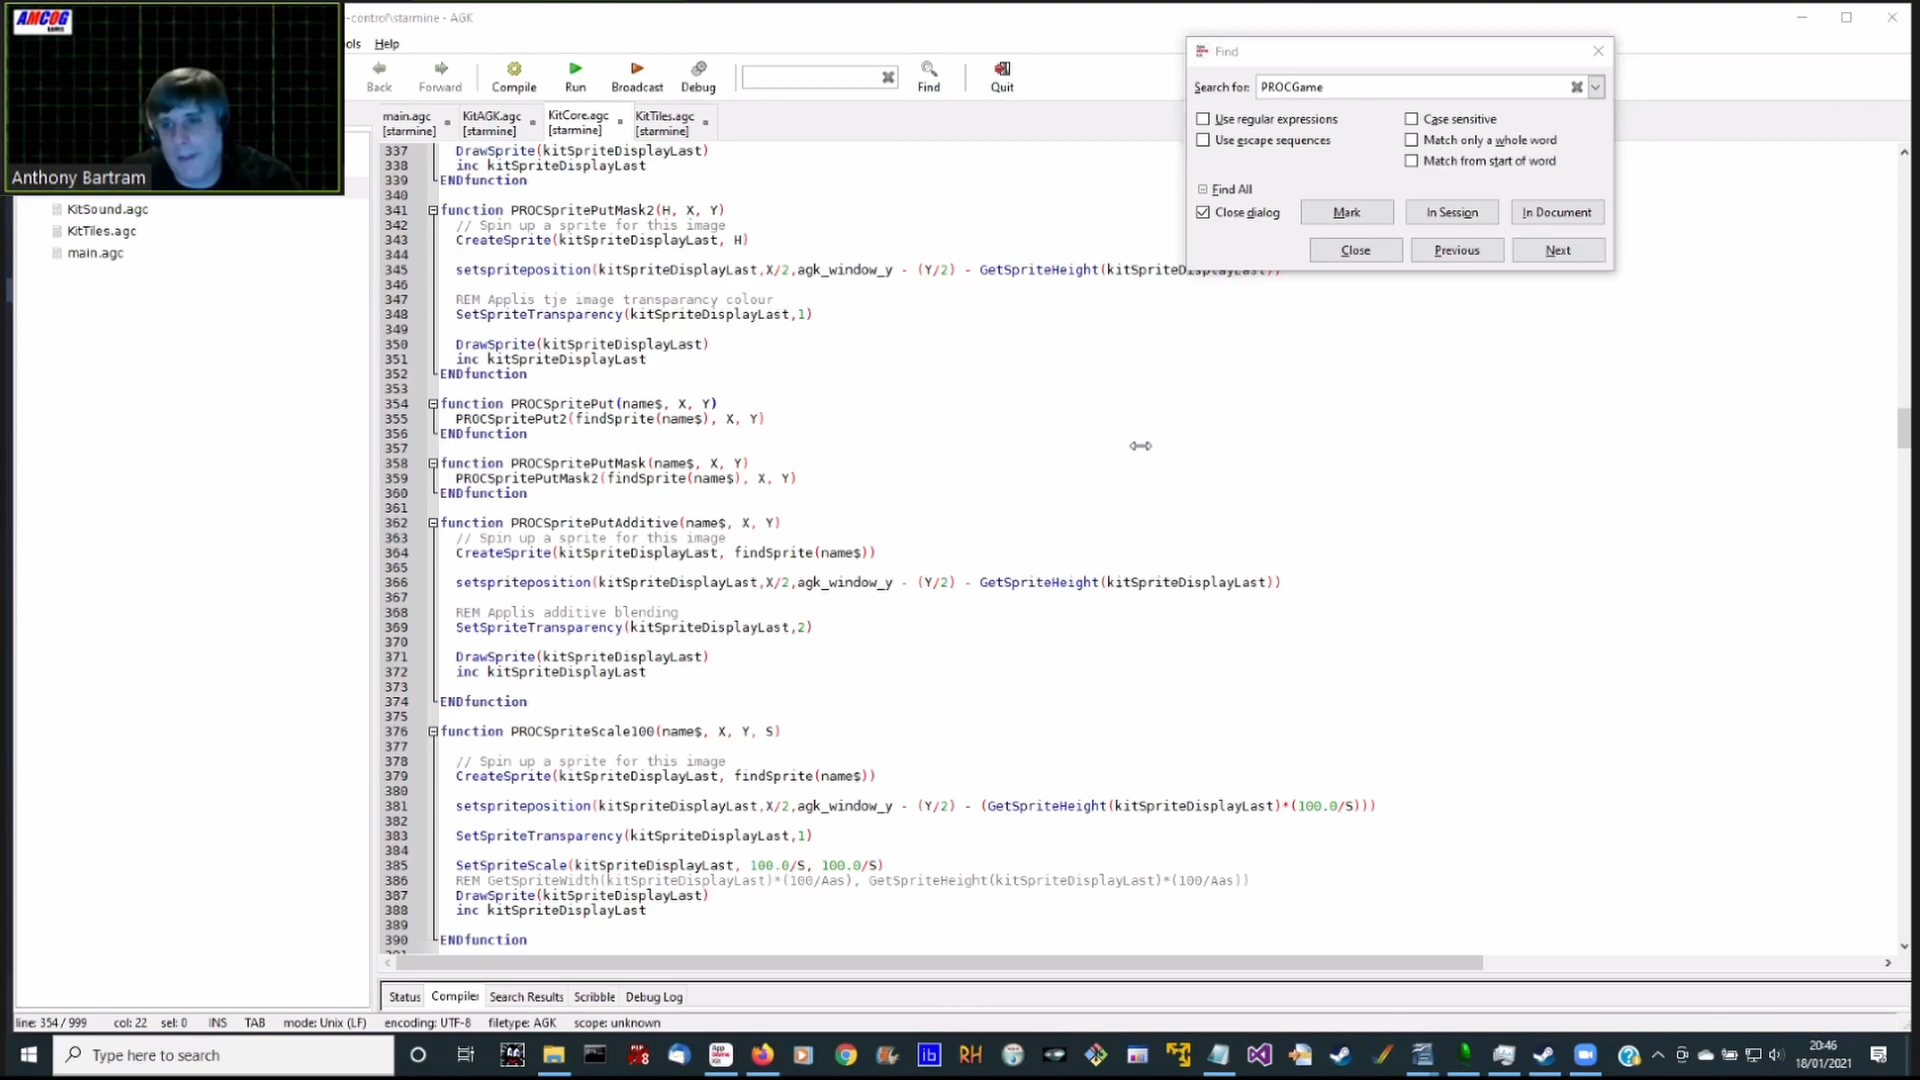 AMCOG
GAMES
Anthony Bartram
-control\starmine - AGK
ols Help
Back Forward Compile Run Broadcast Debug Find Quit
main.agc
[starmine]
KitAGK.agc
[starmine]
KitCore.agc
[starmine]
KitTiles.agc
[starmine]
KitSound.agc
KitTiles.agc
main.agc
Find
Search for: PROCGame
Use regular expressions Case sensitive
Use escape sequences Match only a whole word
Match from start of word
Find All
Close dialog Mark In Session In Document
Close Previous Next
337 DrawSprite(kitSpriteDisplayLast)
338 inc kitSpriteDisplayLast
339 ENDfunction
340
341 function PROCSpritePutMask2(H, X, Y)
342 // Spin up a sprite for this image
343 CreateSprite(kitSpriteDisplayLast, H)
344
345 setspriteposition(kitSpriteDisplayLast,X/2,agk_window_y - (Y/2) - GetSpriteHeight(kitSpriteDisplayLast))
346
347 REM Applis tje image transparancy colour
348 SetSpriteTransparency(kitSpriteDisplayLast,1)
349
350 DrawSprite(kitSpriteDisplayLast)
351 inc kitSpriteDisplayLast
352 ENDfunction
353
354 function PROCSpritePut(name$, X, Y)
355 PROCSpritePut2(findSprite(name$), X, Y)
356 ENDfunction
357
358 function PROCSpritePutMask(name$, X, Y)
359 PROCSpritePutMask2(findSprite(name$), X, Y)
360 ENDfunction
361
362 function PROCSpritePutAdditive(name$, X, Y)
363 // Spin up a sprite for this image
364 CreateSprite(kitSpriteDisplayLast, findSprite(name$))
365
366 setspriteposition(kitSpriteDisplayLast,X/2,agk_window_y - (Y/2) - GetSpriteHeight(kitSpriteDisplayLast))
367
368 REM Applis additive blending
369 SetSpriteTransparency(kitSpriteDisplayLast,2)
370
371 DrawSprite(kitSpriteDisplayLast)
372 inc kitSpriteDisplayLast
373
374 ENDfunction
375
376 function PROCSpriteScale100(name$, X, Y, S)
377
378 // Spin up a sprite for this image
379 CreateSprite(kitSpriteDisplayLast, findSprite(name$))
380
381 setspriteposition(kitSpriteDisplayLast,X/2,agk_window_y - (Y/2) - (GetSpriteHeight(kitSpriteDisplayLast)*(100.0/S)))
382
383 SetSpriteTransparency(kitSpriteDisplayLast,1)
384
385 SetSpriteScale(kitSpriteDisplayLast, 100.0/S, 100.0/S)
386 REM GetSpriteWidth(kitSpriteDisplayLast)*(100/Aas), GetSpriteHeight(kitSpriteDisplayLast)*(100/Aas))
387 DrawSprite(kitSpriteDisplayLast)
388 inc kitSpriteDisplayLast
389
390 ENDfunction
Status Compiler Search Results Scribble Debug Log
line: 354 / 999 col: 22 sel: 0 INS TAB mode: Unix (LF) encoding: UTF-8 filetype: AGK scope: unknown
Type here to search
ib RH
20:46
18/01/2021